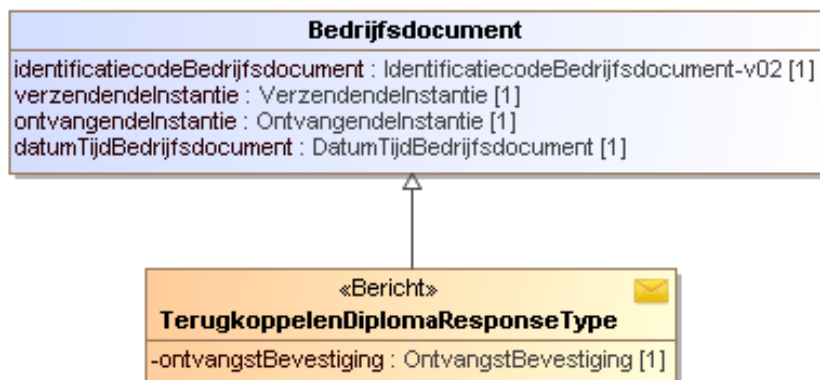 Bedrijfsdocument
identificatiecodeBedrijfsdocument : IdentificatiecodeBedrijfsdocument-v02 [1]
verzendendeInstantie : VerzendendeInstantie [1]
ontvangendeInstantie : OntvangendeInstantie [1]
datumTijdBedrijfsdocument : DatumTijdBedrijfsdocument [1]
«Bericht»
TerugkoppelenDiplomaResponseType
-ontvangstBevestiging : OntvangstBevestiging [1]